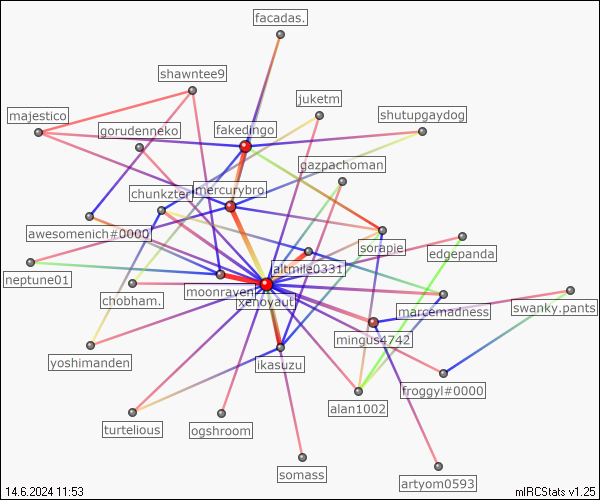 facadas.
shawntee9
juketm
majestico
shutupgaydog
gorudenneko
fakedingo
gazpachoman
chunkzter
mercurybro
awesomenich#0000
sorapie
edgepanda
altmile0331
neptune01
moonraven
chobham.
xenoyaut
marcemadness
swanky.pants
mingus4742
yoshimanden
ikasuzu
froggyl#0000
alan1002
turtelious
ogshroom
somass
artyom0593
14.6.2024 11:53
mIRCStats v1.25